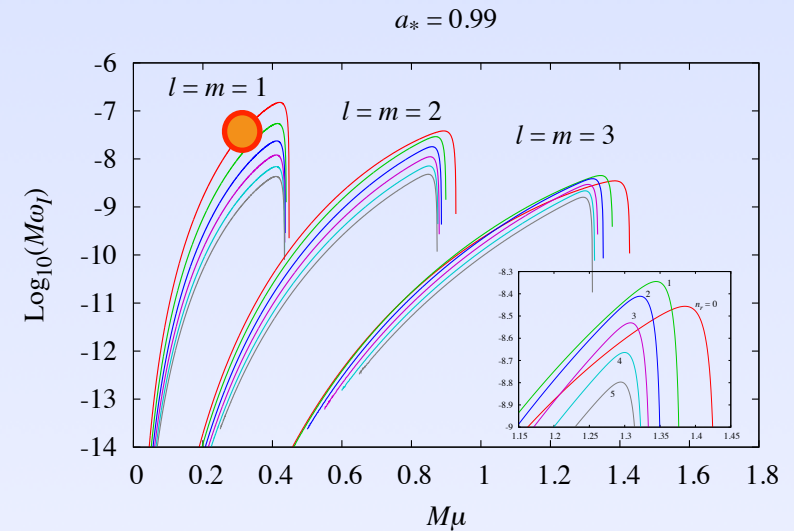 a* = 0.99
l = m = 1
l = m = 2
l = m = 3
Log10(MωI)
-6
-7
-8
-9
-10
-11
-12
-13
-14
0 0.2 0.4 0.6 0.8 1 1.2 1.4 1.6 1.8
Mμ
-8.3
-8.4
-8.5
-8.6
-8.7
-8.8
-8.9
-9
1.15 1.2 1.25 1.3 1.35 1.4 1.45
1
2
nr = 0
3
4
5